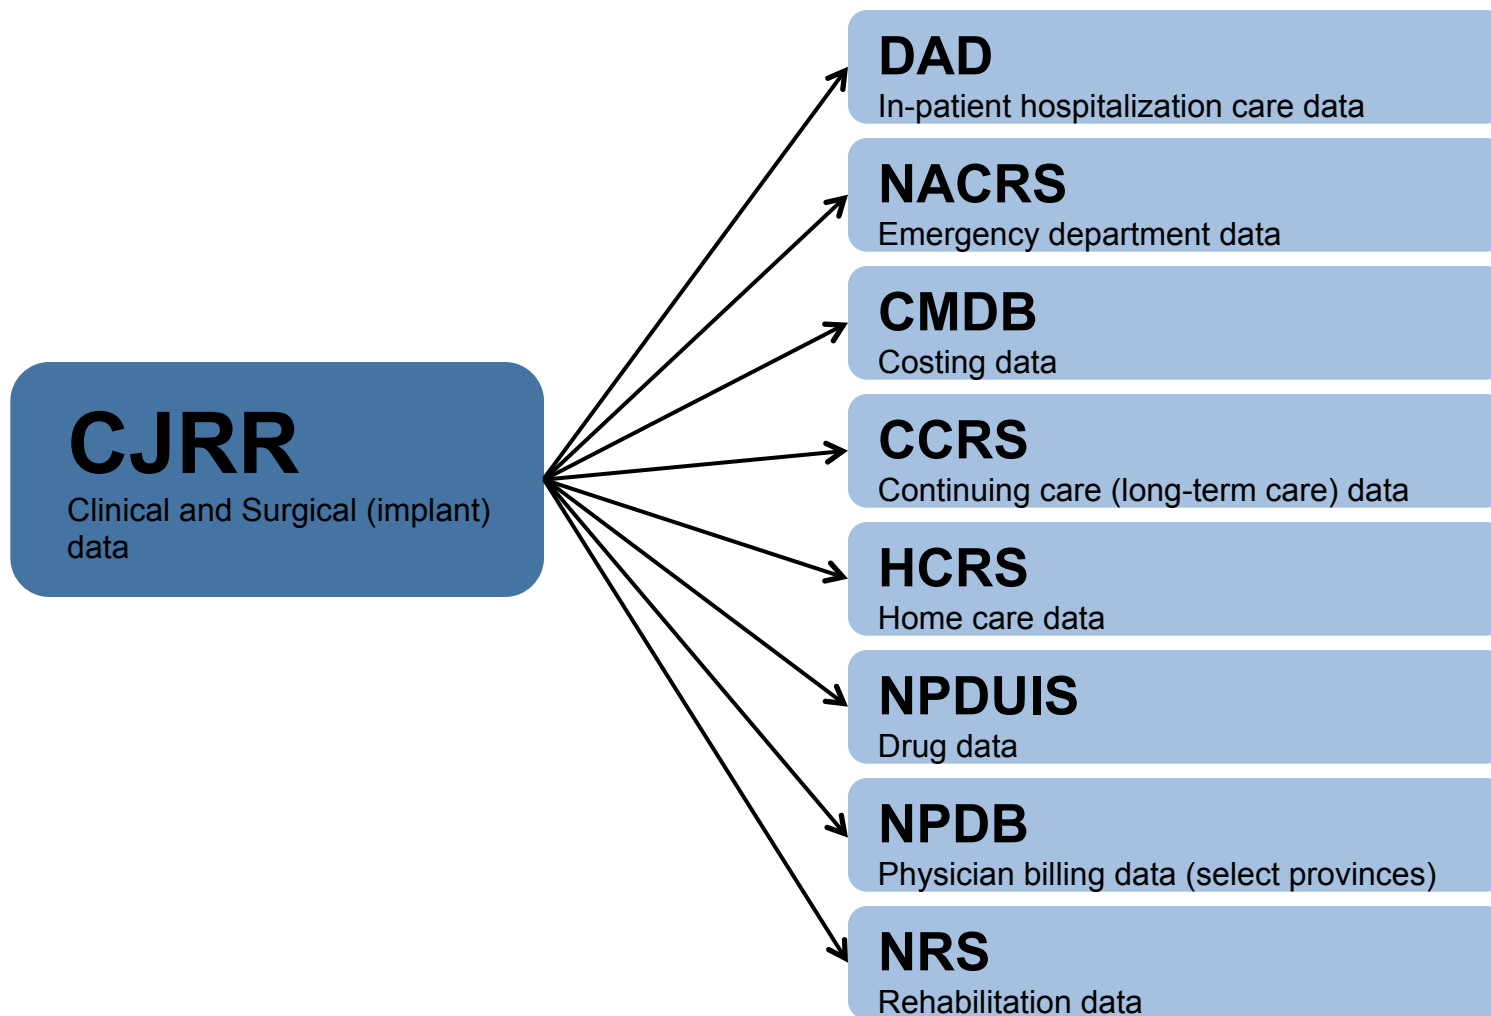 CJRR
Clinical and Surgical (implant)
data
DAD
In-patient hospitalization care data
NACRS
Emergency department data
CMDB
Costing data
CCRS
Continuing care (long-term care) data
HCRS
Home care data
NPDUIS
Drug data
NPDB
Physician billing data (select provinces)
NRS
Rehabilitation data